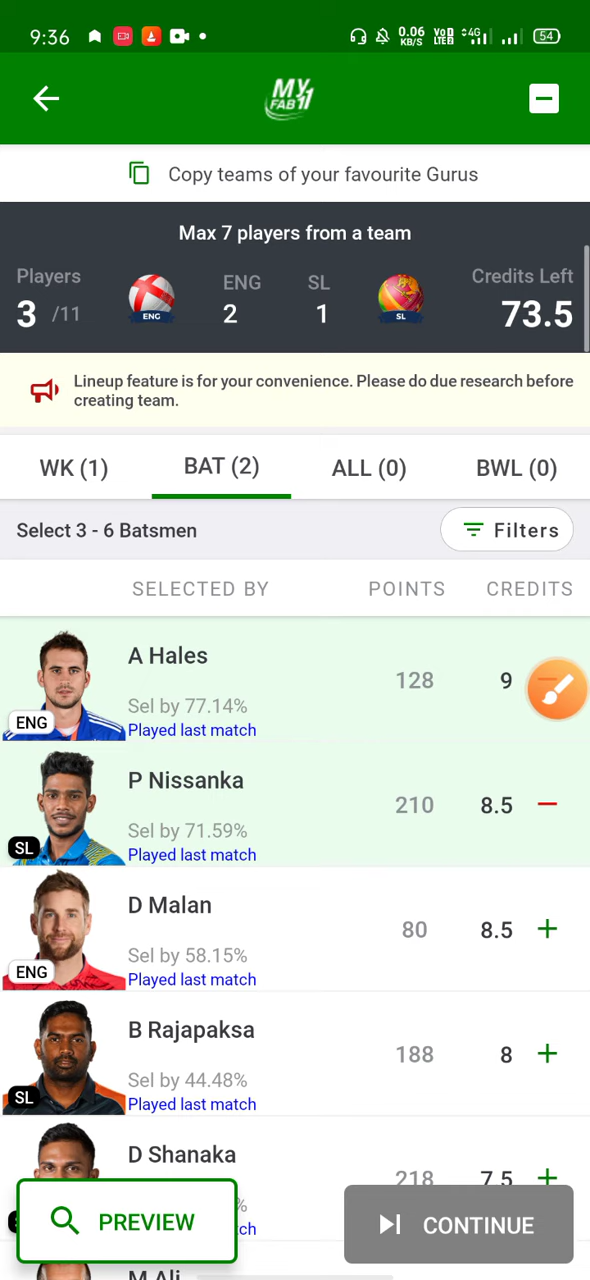 9:36
0.06 KB/S
VoD LTE2
4G
54
MY FAB11
Copy teams of your favourite Gurus
Max 7 players from a team
Players
ENG
SL
Credits Left
3 /11
ENG
2
1
SL
73.5
Lineup feature is for your convenience. Please do due research before
creating team.
WK (1)
BAT (2)
ALL (0)
BWL (0)
Select 3 - 6 Batsmen
Filters
SELECTED BY
POINTS
CREDITS
A Hales
128
9
Sel by 77.14%
ENG
Played last match
P Nissanka
210
8.5
Sel by 71.59%
SL
Played last match
D Malan
80
8.5
Sel by 58.15%
ENG
Played last match
B Rajapaksa
188
8
Sel by 44.48%
SL
Played last match
D Shanaka
218
7.5
%
ch
PREVIEW
CONTINUE
M Ali